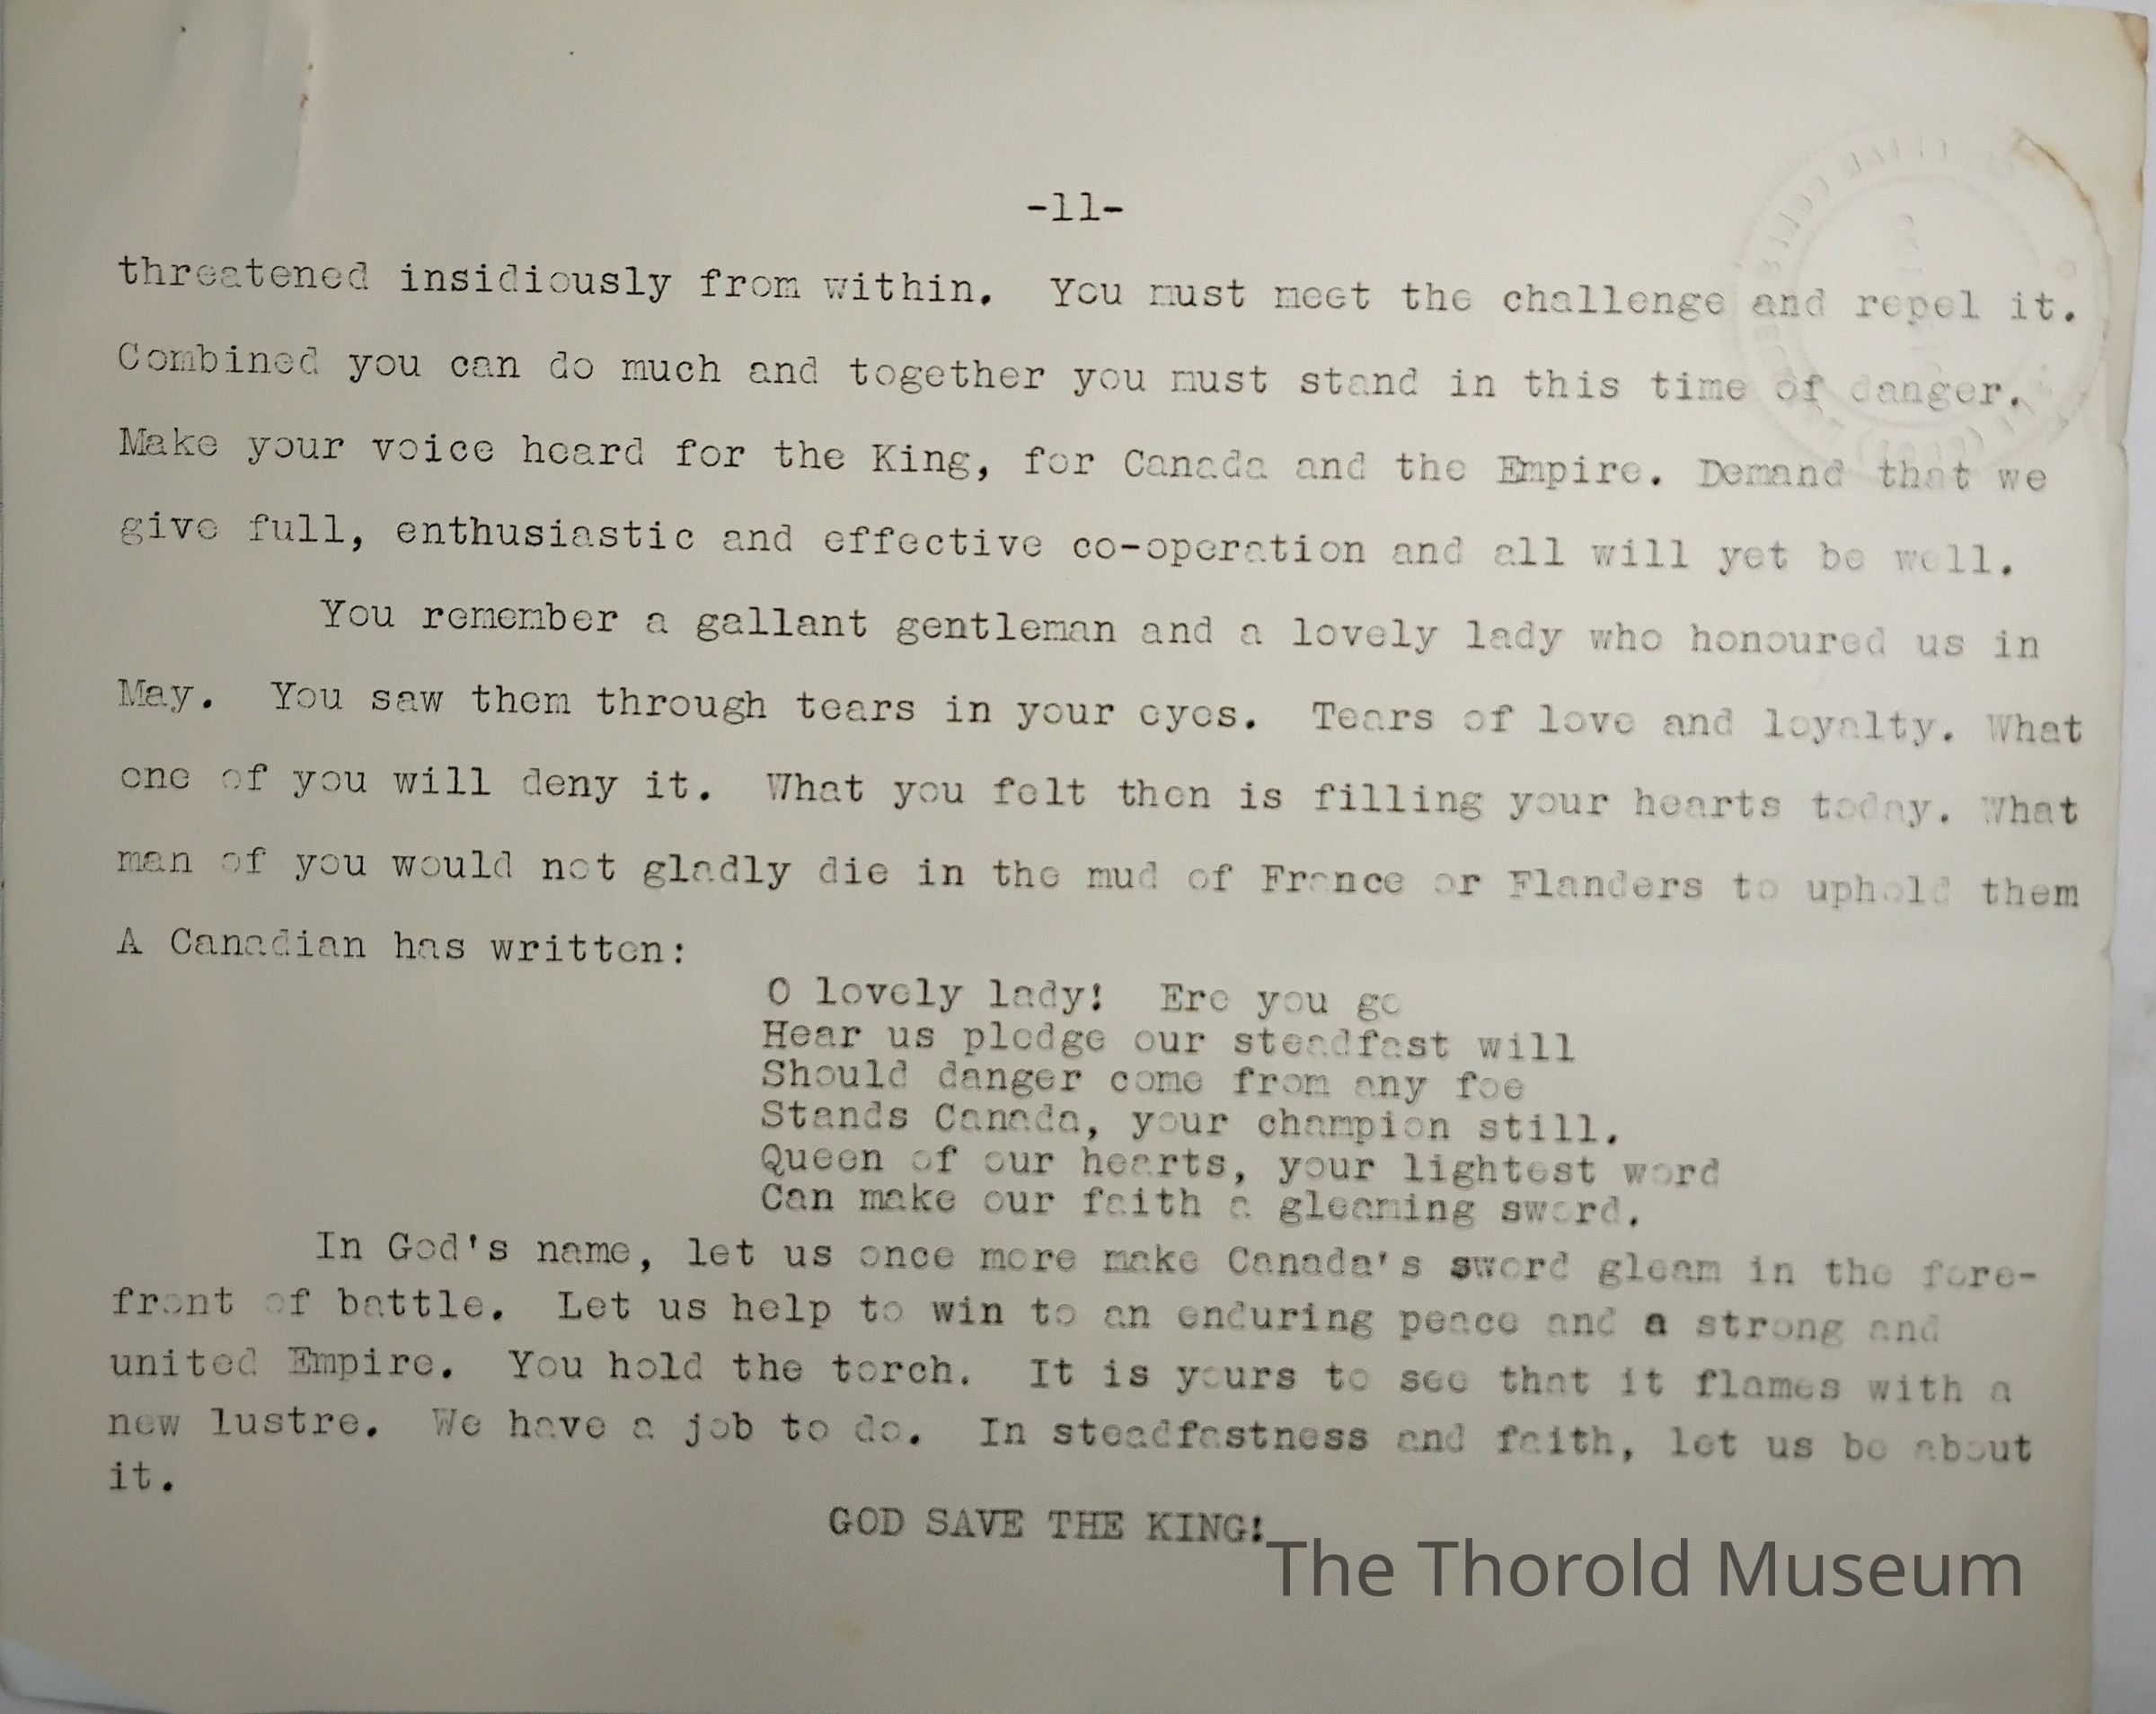 -11-
threatened insidiously from within. You must meet the challenge and repel it.
Combined you can do much and together you must stand in this time of danger.
Make your voice heard for the King, for Canada and the Empire. Demand that we
give full, enthusiastic and effective co-operation and all will yet be well.
You remember a gallant gentleman and a lovely lady who honoured us in
May. You saw them through tears in your eyes. Tears of love and loyalty. What
one of you will deny it. What you felt then is filling your hearts today. What
man of you would not gladly die in the mud of France or Flanders to uphold them
A Canadian has written:
O lovely lady! Ere you go
Hear us pledge our steadfast will
Should danger come from any foe
Stands Canada, your champion still.
Queen of our hearts, your lightest word
Can make our faith a gleaming sword.
In God's name, let us once more make Canada's sword gleam in the fore-
front of battle. Let us help to win to an enduring peace and a strong and
united Empire. You hold the torch. It is yours to see that it flames with a
new lustre. We have a job to do. In steadfastness and faith, let us be about
it.
GOD SAVE THE KING!
The Thorold Museum